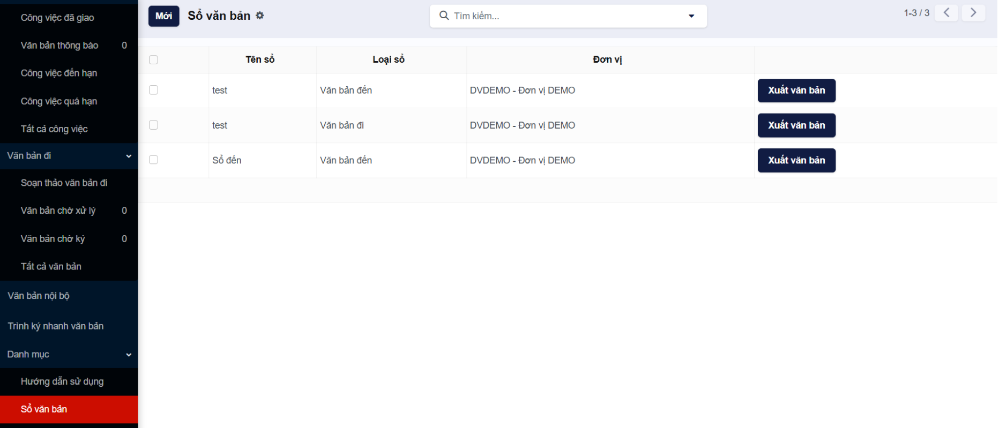 Công việc đã giao
Văn bản thông báo 0
Công việc đến hạn
Công việc quá hạn
Tất cả công việc
Văn bản đi
Soạn thảo văn bản đi
Văn bản chờ xử lý 0
Văn bản chờ ký 0
Tất cả văn bản
Văn bản nội bộ
Trình ký nhanh văn bản
Danh mục
Hướng dẫn sử dụng
Sổ văn bản
Mới Sổ văn bản Tìm kiếm... 1-3 / 3
Tên sổ Loại sổ Đơn vị
test Văn bản đến DVDEMO - Đơn vị DEMO Xuất văn bản
test Văn bản đi DVDEMO - Đơn vị DEMO Xuất văn bản
Sổ đến Văn bản đến DVDEMO - Đơn vị DEMO Xuất văn bản